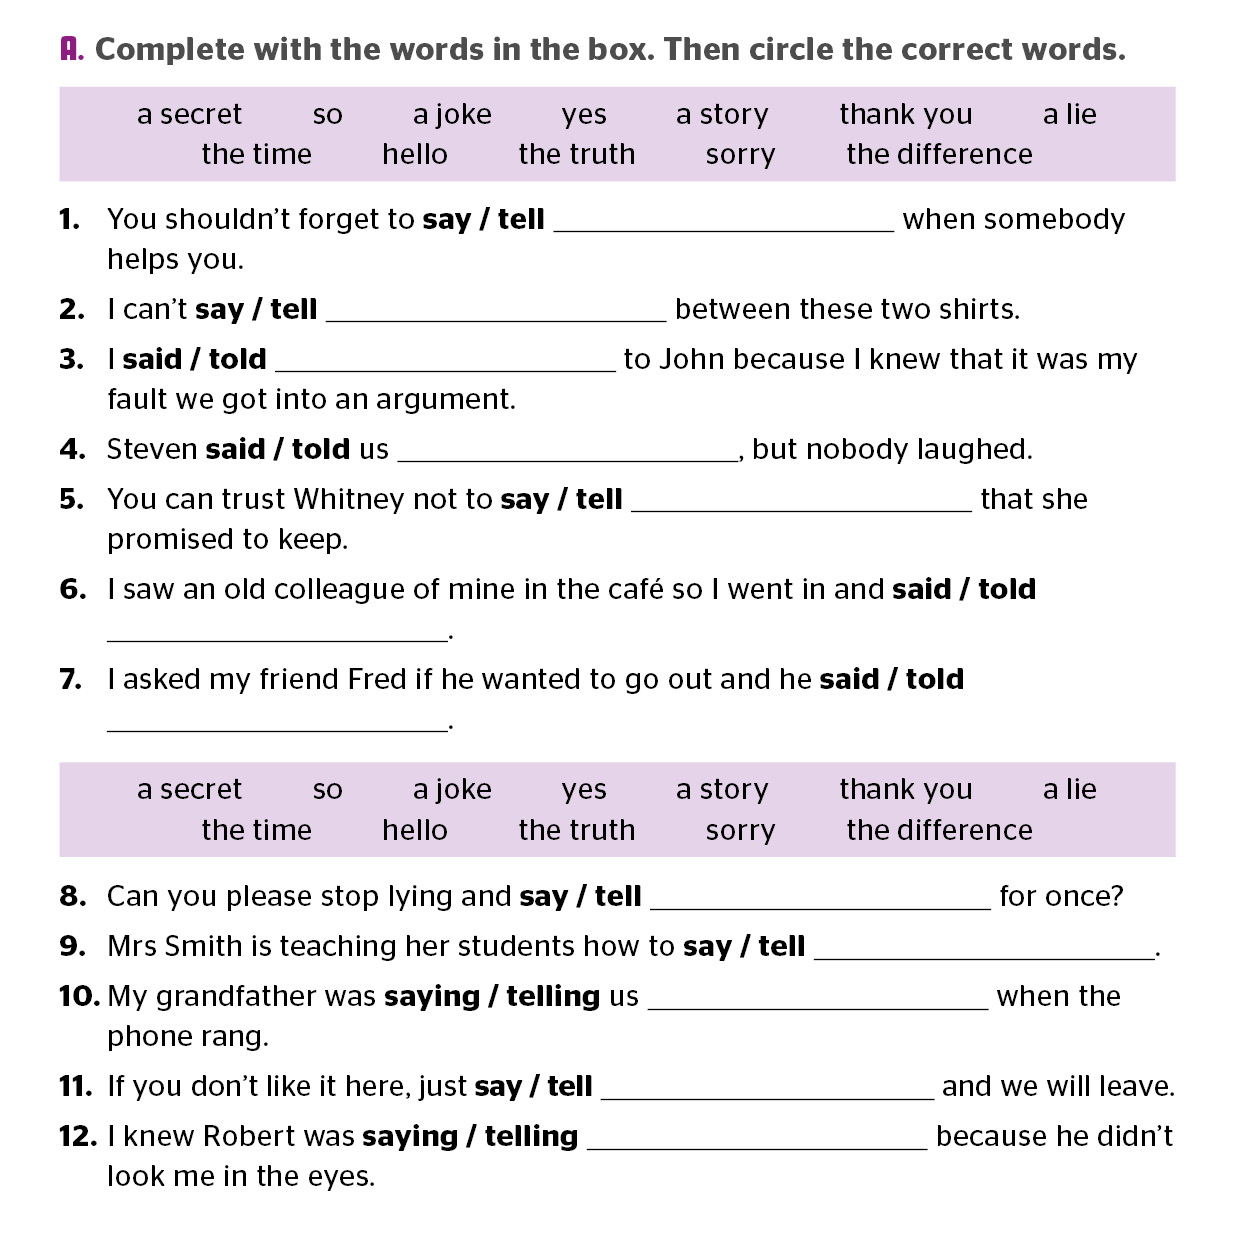 A. Complete with the words in the box. Then circle the correct words.
a secret so a joke yes a story thank you a lie
the time hello the truth sorry the difference
1. You shouldn't forget to say / tell ______________________ when somebody
helps you.
2. I can't say / tell ______________________ between these two shirts.
3. I said / told ______________________ to John because I knew that it was my
fault we got into an argument.
4. Steven said / told us ______________________, but nobody laughed.
5. You can trust Whitney not to say / tell ______________________ that she
promised to keep.
6. I saw an old colleague of mine in the café so I went in and said / told
______________________.
7. I asked my friend Fred if he wanted to go out and he said / told
______________________.
a secret so a joke yes a story thank you a lie
the time hello the truth sorry the difference
8. Can you please stop lying and say / tell ______________________ for once?
9. Mrs Smith is teaching her students how to say / tell ______________________.
10. My grandfather was saying / telling us ______________________ when the
phone rang.
11. If you don't like it here, just say / tell ______________________ and we will leave.
12. I knew Robert was saying / telling ______________________ because he didn't
look me in the eyes.